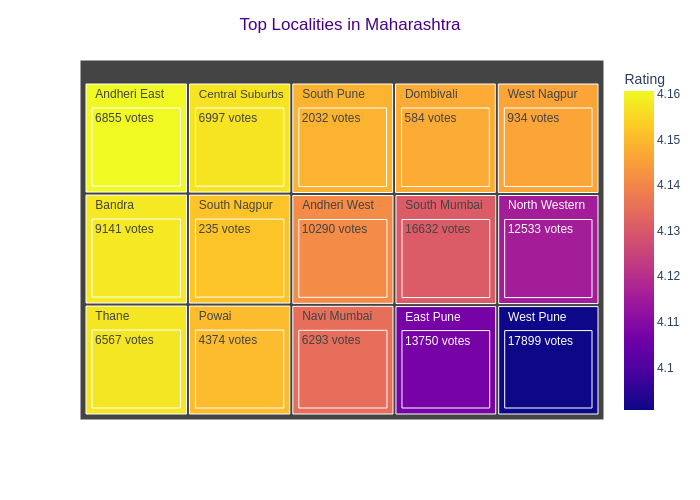 Top Localities in Maharashtra
Rating
Andheri East
6855 votes
Central Suburbs
6997 votes
South Pune
2032 votes
Dombivali
584 votes
West Nagpur
934 votes
Bandra
9141 votes
South Nagpur
235 votes
Andheri West
10290 votes
South Mumbai
16632 votes
North Western
12533 votes
Thane
6567 votes
Powai
4374 votes
Navi Mumbai
6293 votes
East Pune
13750 votes
West Pune
17899 votes
4.16
4.15
4.14
4.13
4.12
4.11
4.1